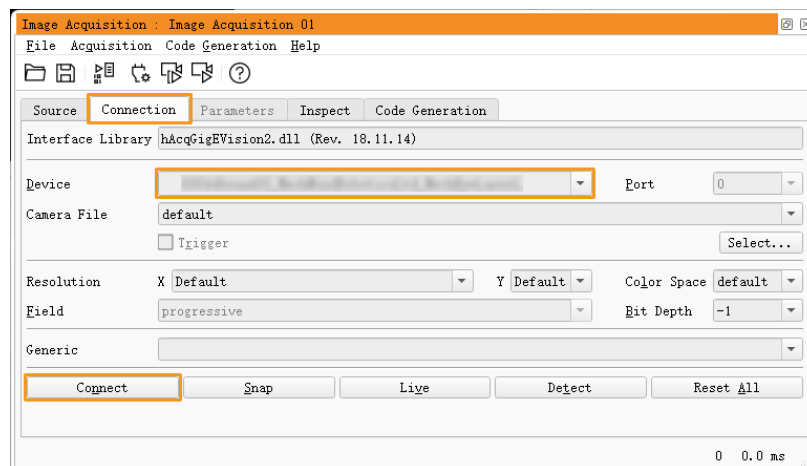 Image Acquisition : Image Acquisition 01
File Acquisition Code Generation Help
Source Connection Parameters Inspect Code Generation
Interface Library hAcqGigEVision2.dll (Rev. 18.11.14)
Device Port 0
Camera File default
Trigger Select...
Resolution X Default Y Default Color Space default
Field progressive Bit Depth -1
Generic
Connect Snap Live Detect Reset All
0 0.0 ms